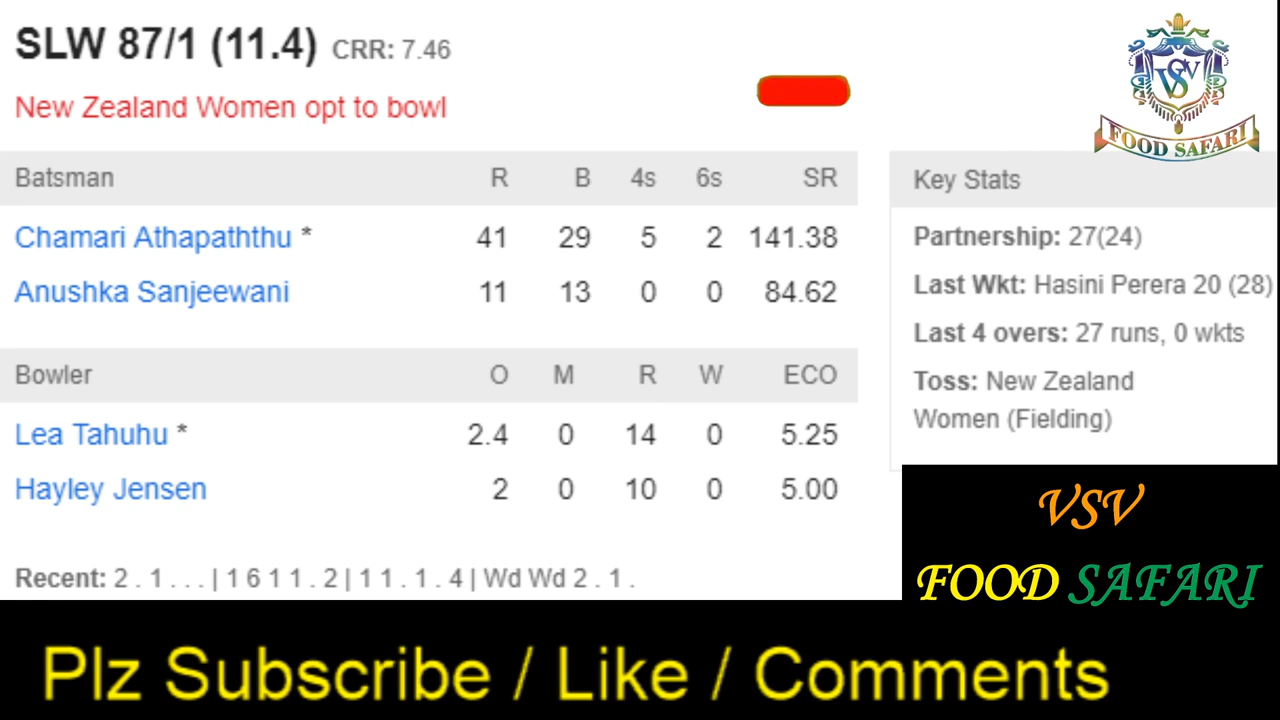 SLW 87/1 (11.4) CRR: 7.46
New Zealand Women opt to bowl
VSV
FOOD SAFARI
Batsman R B 4s 6s SR
Chamari Athapaththu * 41 29 5 2 141.38
Anushka Sanjeewani 11 13 0 0 84.62
Bowler O M R W ECO
Lea Tahuhu * 2.4 0 14 0 5.25
Hayley Jensen 2 0 10 0 5.00
Recent: 2 . 1 . . . | 1 6 1 1 . 2 | 1 1 . 1 . 4 | Wd Wd 2 . 1 .
Key Stats
Partnership: 27(24)
Last Wkt: Hasini Perera 20 (28)
Last 4 overs: 27 runs, 0 wkts
Toss: New Zealand
Women (Fielding)
VSV
FOOD SAFARI
Plz Subscribe / Like / Comments